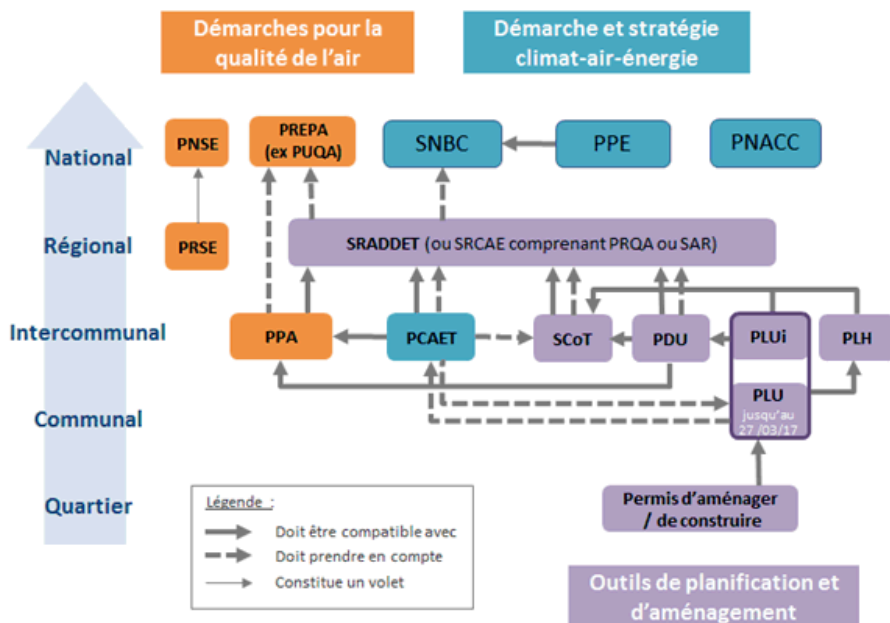 Démarches pour la
qualité de l'air
Démarche et stratégie
climat-air-énergie
National
PNSE
PREPA
(ex PUQA)
SNBC
PPE
PNACC
Régional
PRSE
SRADDET (ou SRCAE comprenant PRQA ou SAR)
Intercommunal
PPA
PCAET
SCoT
PDU
PLUi
PLH
Communal
PLU
jusqu'au
27 /03/17
Quartier
Permis d'aménager
/ de construire
Légende :
Doit être compatible avec
Doit prendre en compte
Constitue un volet
Outils de planification et
d'aménagement